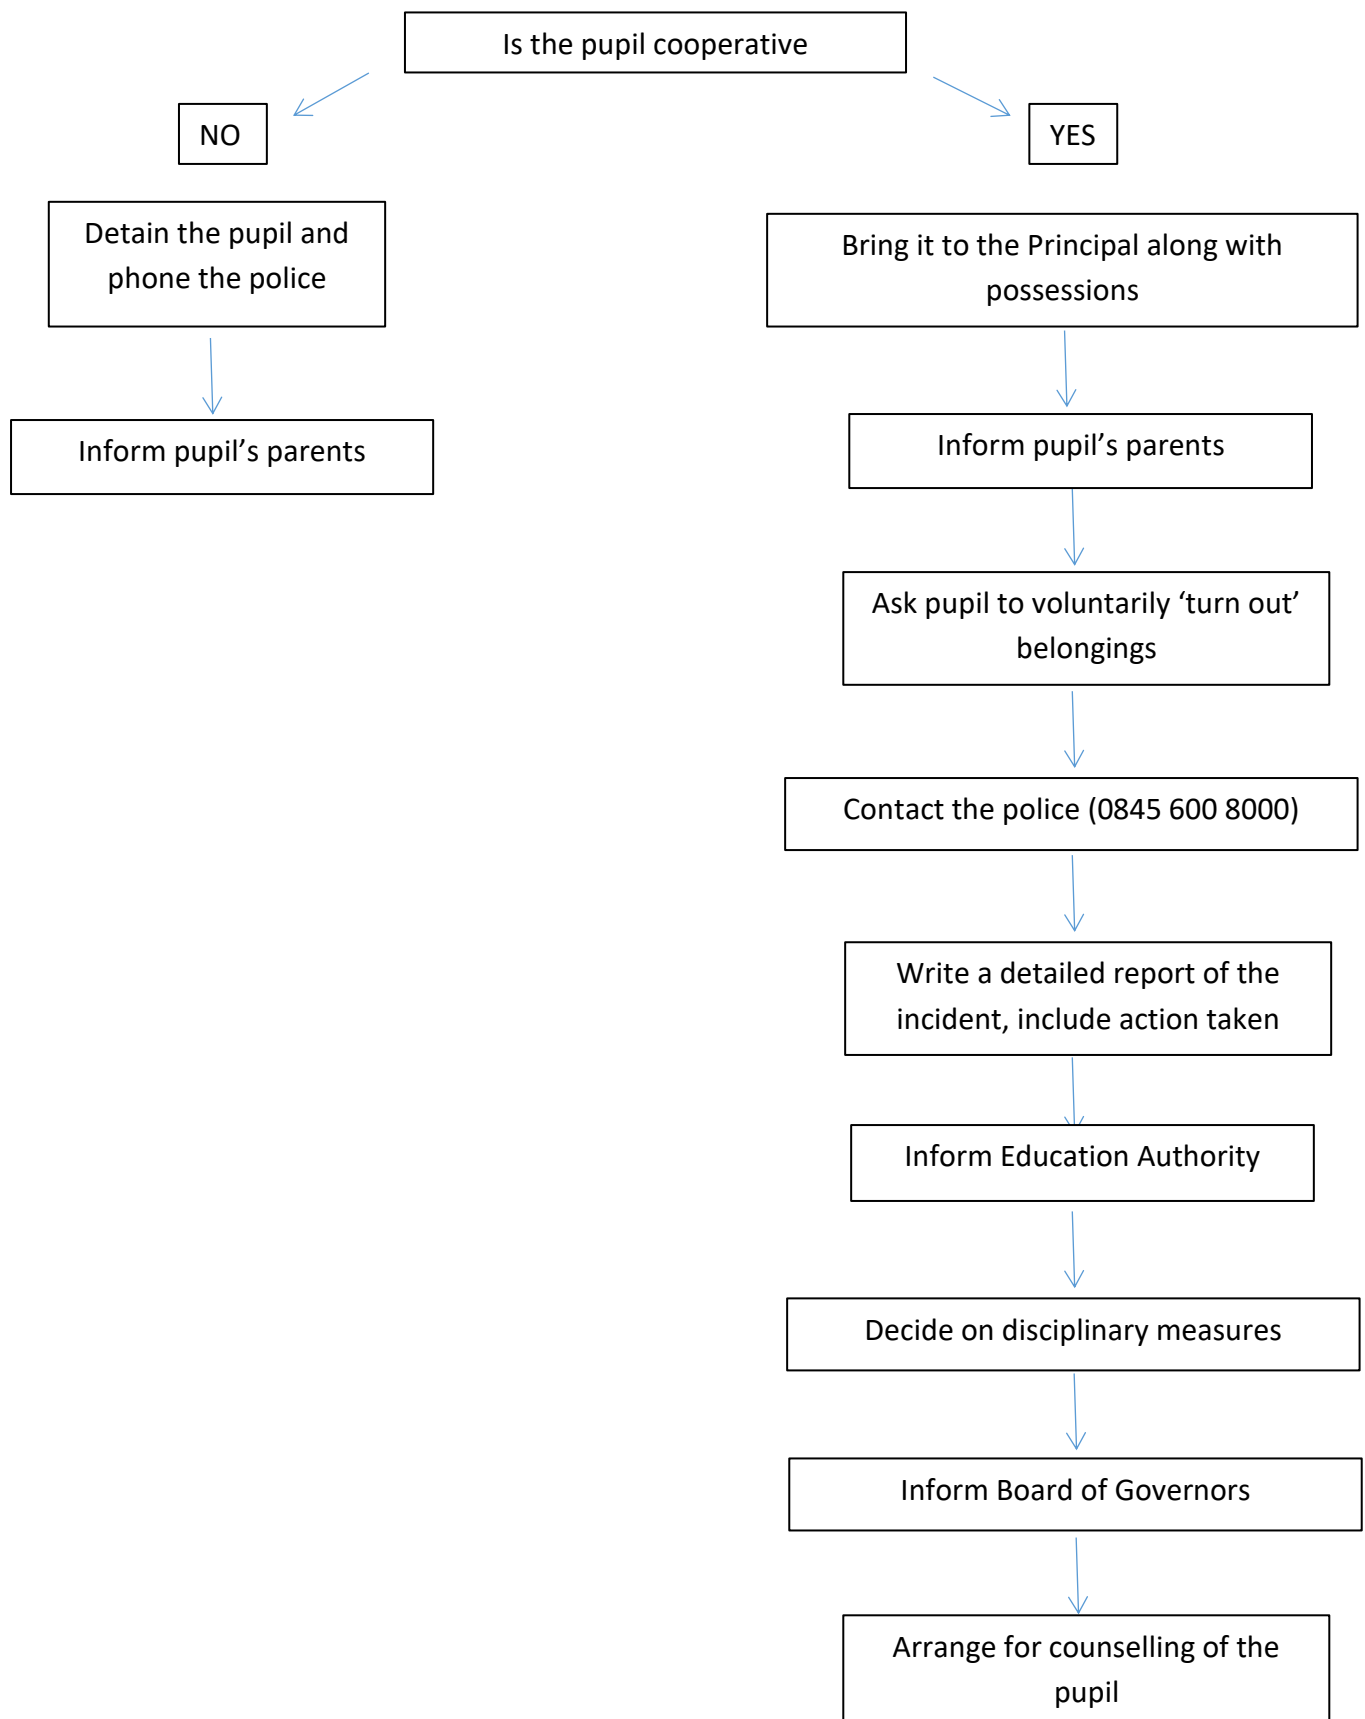 Is the pupil cooperative
NO
YES
Detain the pupil and
phone the police
Bring it to the Principal along with
possessions
Inform pupil’s parents
Inform pupil’s parents
Ask pupil to voluntarily ‘turn out’
belongings
Contact the police (0845 600 8000)
Write a detailed report of the
incident, include action taken
Inform Education Authority
Decide on disciplinary measures
Inform Board of Governors
Arrange for counselling of the
pupil